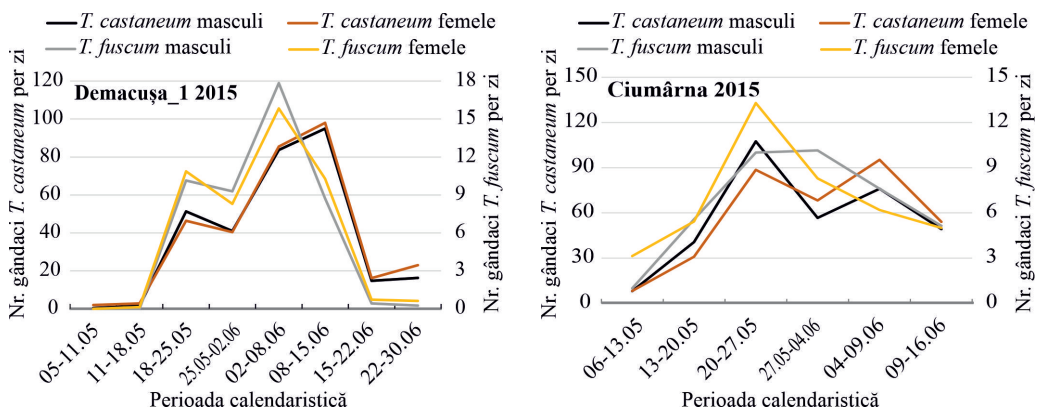 T. castaneum masculi
T. castaneum femele
T. fuscum masculi
T. fuscum femele
Demacușa_1 2015
Nr. gândaci T. castaneum per zi
120
100
80
60
40
20
0
Nr. gândaci T. fuscum per zi
18
15
12
9
6
3
0
05-11.05
11-18.05
18-25.05
25.05-02.06
02-08.06
08-15.06
15-22.06
22-30.06
Perioada calendaristică
T. castaneum masculi
T. castaneum femele
T. fuscum masculi
T. fuscum femele
Ciumârna 2015
Nr. gândaci T. castaneum per zi
150
120
90
60
30
0
Nr. gândaci T. fuscum per zi
15
12
9
6
3
0
06-13.05
13-20.05
20-27.05
27.05-04.06
04-09.06
09-16.06
Perioada calendaristică